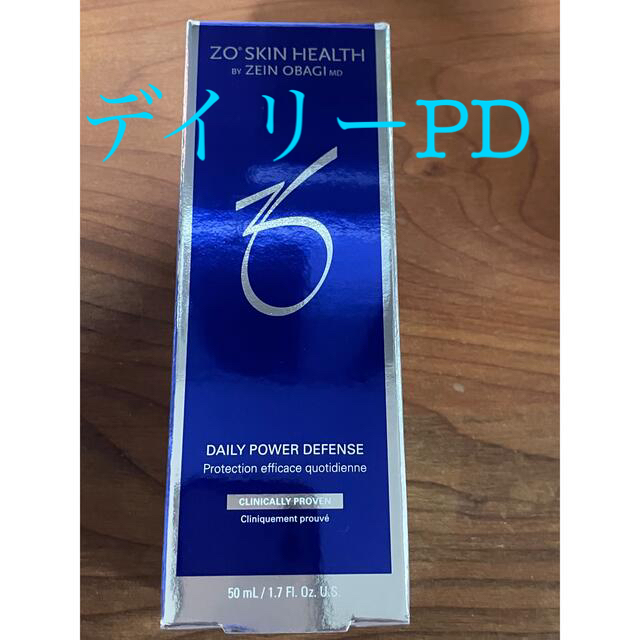 ZO® SKIN HEALTH
BY ZEIN OBAGI MD
デイリーPD
DAILY POWER DEFENSE
Protection efficace quotidienne
CLINICALLY PROVEN
Cliniquement prouvé
50 mL / 1.7 Fl. Oz. U.S.